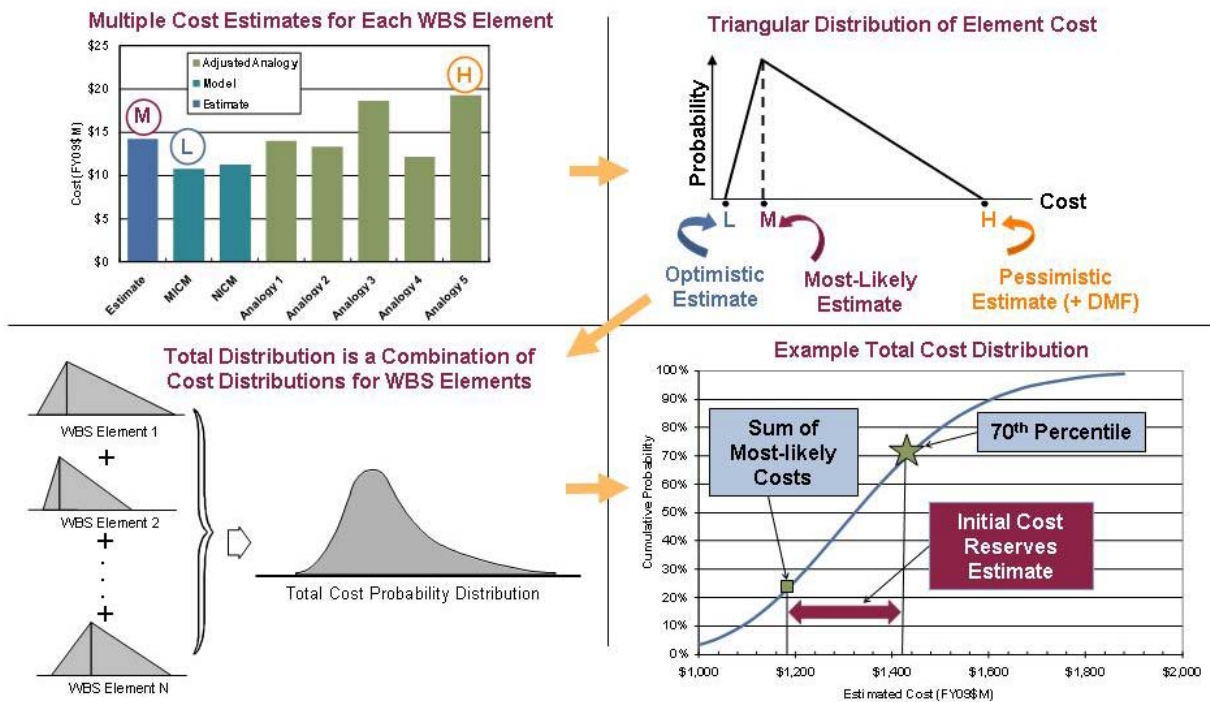 Multiple Cost Estimates for Each WBS Element
$25
$20
$15
$10
$5
$0
Cost (FY09$M)
Adjusted Analogy
Model
Estimate
M
L
H
Estimate
MICM
NICM
Analogy 1
Analogy 2
Analogy 3
Analogy 4
Analogy 5
Triangular Distribution of Element Cost
Probability
Cost
L
M
H
Optimistic
Estimate
Most-Likely
Estimate
Pessimistic
Estimate (+ DMF)
Total Distribution is a Combination of
Cost Distributions for WBS Elements
WBS Element 1
+
WBS Element 2
+
+
WBS Element N
Total Cost Probability Distribution
Example Total Cost Distribution
100%
90%
80%
70%
60%
50%
40%
30%
20%
10%
0%
Cumulative Probability
Sum of
Most-likely
Costs
70th Percentile
Initial Cost
Reserves
Estimate
$1,000
$1,200
$1,400
$1,600
$1,800
$2,000
Estimated Cost (FY09$M)